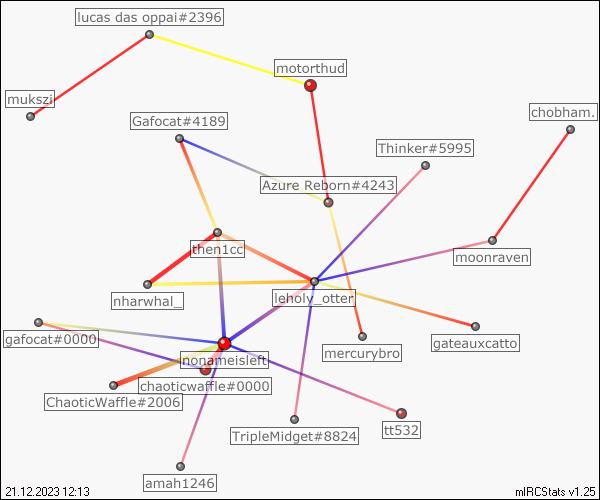 lucas das oppai#2396
motorthud
mukszi
chobham.
Gafocat#4189
Thinker#5995
Azure Reborn#4243
then1cc
moonraven
nharwhal_
leholy_otter
gafocat#0000
gateauxcatto
nonameisleft
mercurybro
chaoticwaffle#0000
ChaoticWaffle#2006
TripleMidget#8824
tt532
amah1246
21.12.2023 12:13
mIRCStats v1.25